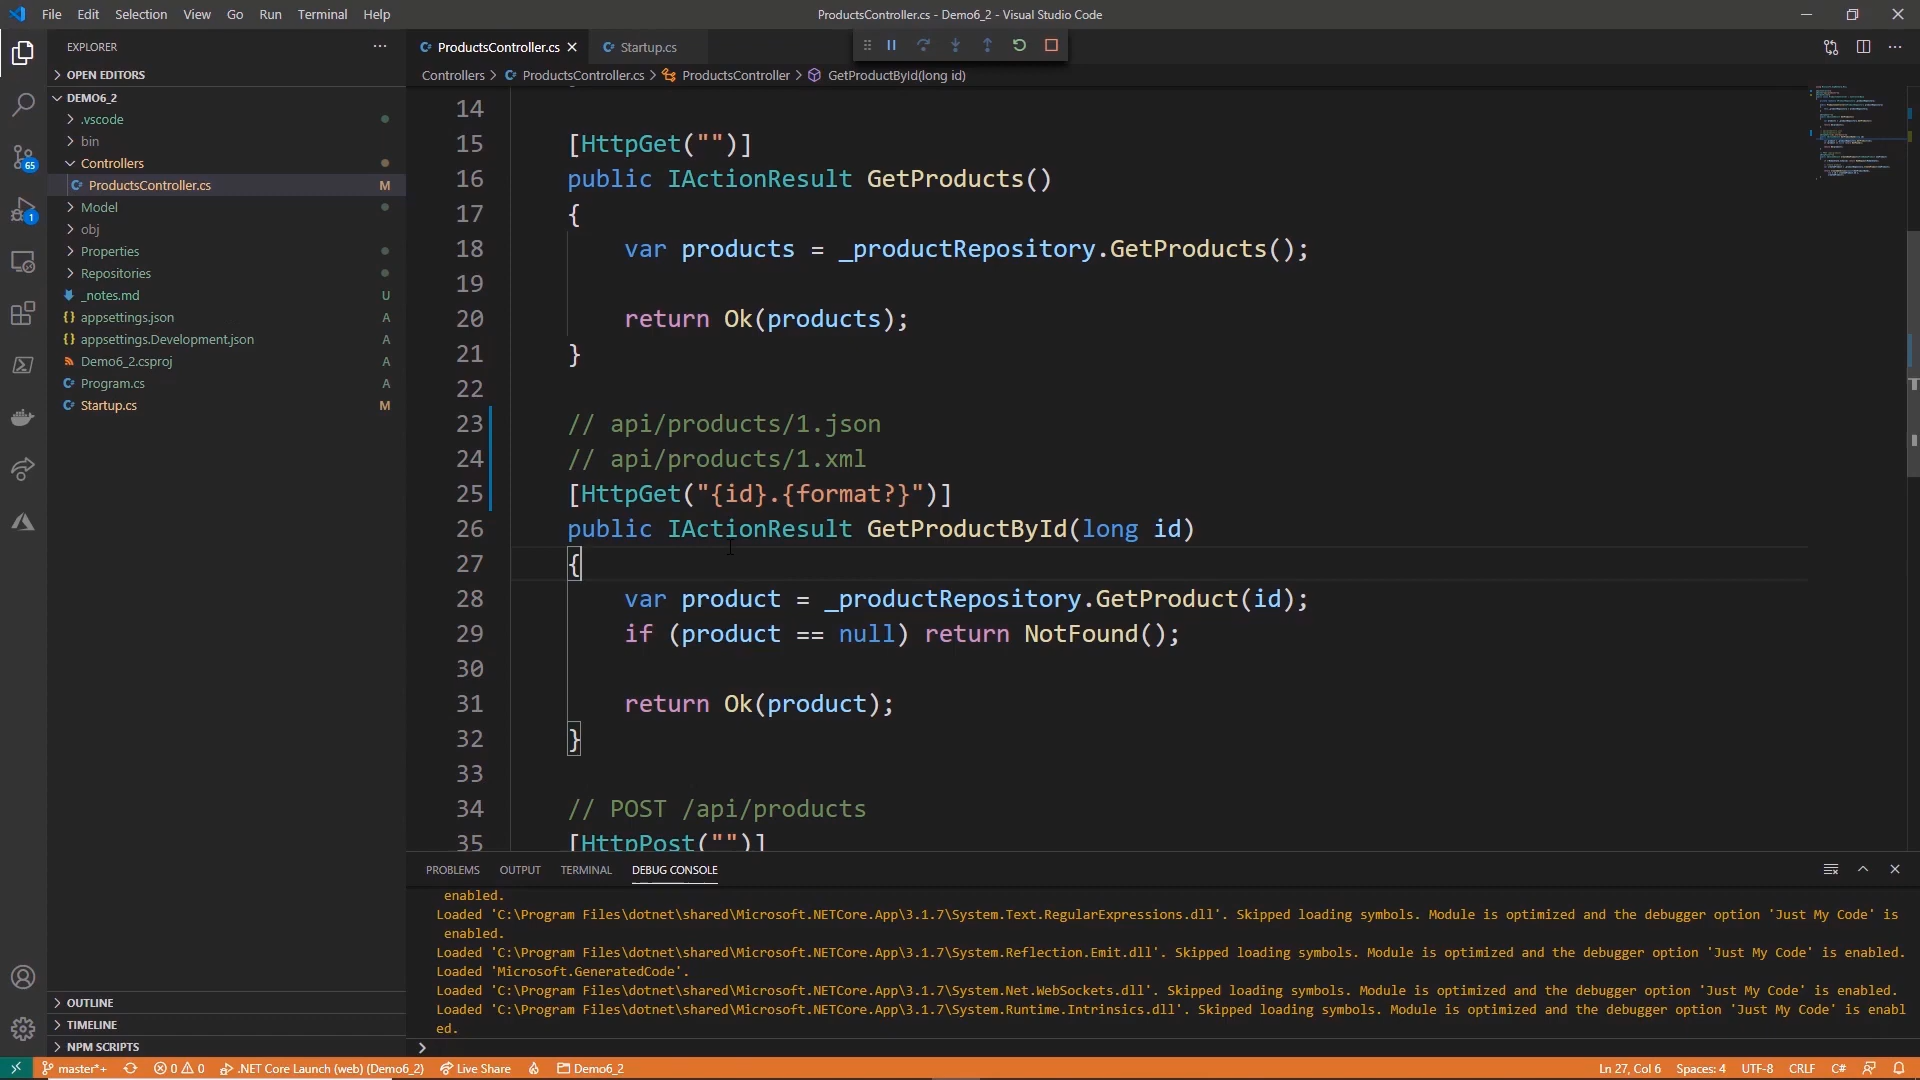 File Edit Selection View Go Run Terminal Help
ProductsController.cs - Demo6_2 - Visual Studio Code
EXPLORER
OPEN EDITORS
DEMO6_2
.vscode
bin
Controllers
ProductsController.cs M
Model
obj
Properties
Repositories
_notes.md U
appsettings.json A
appsettings.Development.json A
Demo6_2.csproj A
Program.cs A
Startup.cs M
OUTLINE
TIMELINE
NPM SCRIPTS
65
1
ProductsController.cs Startup.cs
Controllers > ProductsController.cs > ProductsController > GetProductById(long id)
14
15 [HttpGet("")]
16 public IActionResult GetProducts()
17 {
18 var products = _productRepository.GetProducts();
19
20 return Ok(products);
21 }
22
23 // api/products/1.json
24 // api/products/1.xml
25 [HttpGet("{id}.{format?}")]
26 public IActionResult GetProductById(long id)
27 {
28 var product = _productRepository.GetProduct(id);
29 if (product == null) return NotFound();
30
31 return Ok(product);
32 }
33
34 // POST /api/products
35 [HttpPost("")]
PROBLEMS OUTPUT TERMINAL DEBUG CONSOLE
enabled.
Loaded 'C:\Program Files\dotnet\shared\Microsoft.NETCore.App\3.1.7\System.Text.RegularExpressions.dll'. Skipped loading symbols. Module is optimized and the debugger option 'Just My Code' is
enabled.
Loaded 'C:\Program Files\dotnet\shared\Microsoft.NETCore.App\3.1.7\System.Reflection.Emit.dll'. Skipped loading symbols. Module is optimized and the debugger option 'Just My Code' is enabled.
Loaded 'Microsoft.GeneratedCode'.
Loaded 'C:\Program Files\dotnet\shared\Microsoft.NETCore.App\3.1.7\System.Net.WebSockets.dll'. Skipped loading symbols. Module is optimized and the debugger option 'Just My Code' is enabled.
Loaded 'C:\Program Files\dotnet\shared\Microsoft.NETCore.App\3.1.7\System.Runtime.Intrinsics.dll'. Skipped loading symbols. Module is optimized and the debugger option 'Just My Code' is enabl
ed.
master*+ 0 0 .NET Core Launch (web) (Demo6_2) Live Share Demo6_2 Ln 27, Col 6 Spaces: 4 UTF-8 CRLF C#